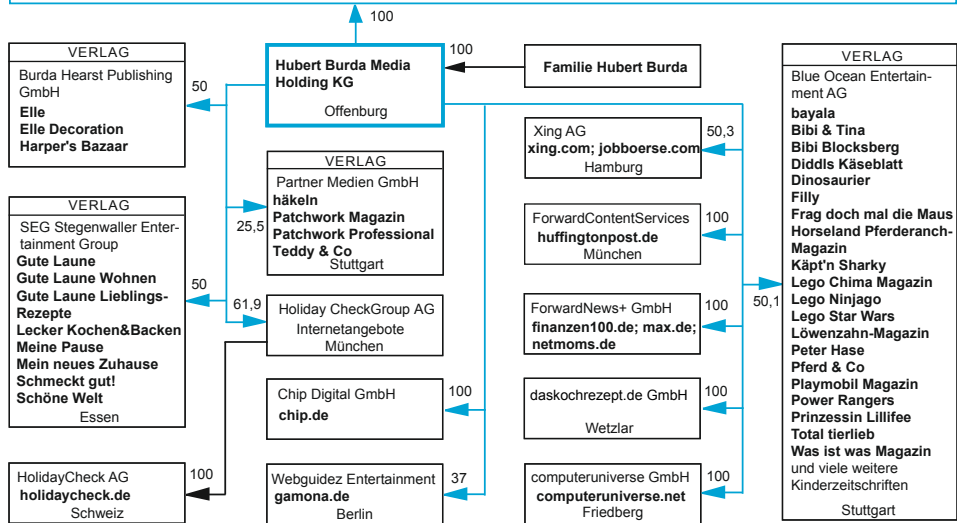 100
VERLAG
Burda Hearst Publishing
GmbH
Elle
Elle Decoration
Harper's Bazaar
50
Hubert Burda Media
Holding KG
Offenburg
100
Familie Hubert Burda
VERLAG
Blue Ocean Entertain-
ment AG
bayala
Bibi & Tina
Bibi Blocksberg
Diddls Käseblatt
Dinosaurier
Filly
Frag doch mal die Maus
Horseland Pferderanch-
Magazin
Käpt'n Sharky
Lego Chima Magazin
Lego Ninjago
Lego Star Wars
Löwenzahn-Magazin
Peter Hase
Pferd & Co
Playmobil Magazin
Power Rangers
Prinzessin Lillifee
Total tierlieb
Was ist was Magazin
und viele weitere
Kinderzeitschriften
Stuttgart
50,1
Xing AG
xing.com; jobboerse.com
Hamburg
50,3
VERLAG
Partner Medien GmbH
häkeln
Patchwork Magazin
Patchwork Professional
Teddy & Co
Stuttgart
25,5
VERLAG
SEG Stegenwaller Enter-
tainment Group
Gute Laune
Gute Laune Wohnen
Gute Laune Lieblings-
Rezepte
Lecker Kochen&Backen
Meine Pause
Mein neues Zuhause
Schmeckt gut!
Schöne Welt
Essen
50
ForwardContentServices
huffingtonpost.de
München
100
61,9
Holiday CheckGroup AG
Internetangebote
München
ForwardNews+ GmbH
finanzen100.de; max.de;
netmoms.de
100
Chip Digital GmbH
chip.de
100
daskochrezept.de GmbH
Wetzlar
100
HolidayCheck AG
holidaycheck.de
Schweiz
100
Webguidez Entertainment
gamona.de
Berlin
37
computeruniverse GmbH
computeruniverse.net
Friedberg
100